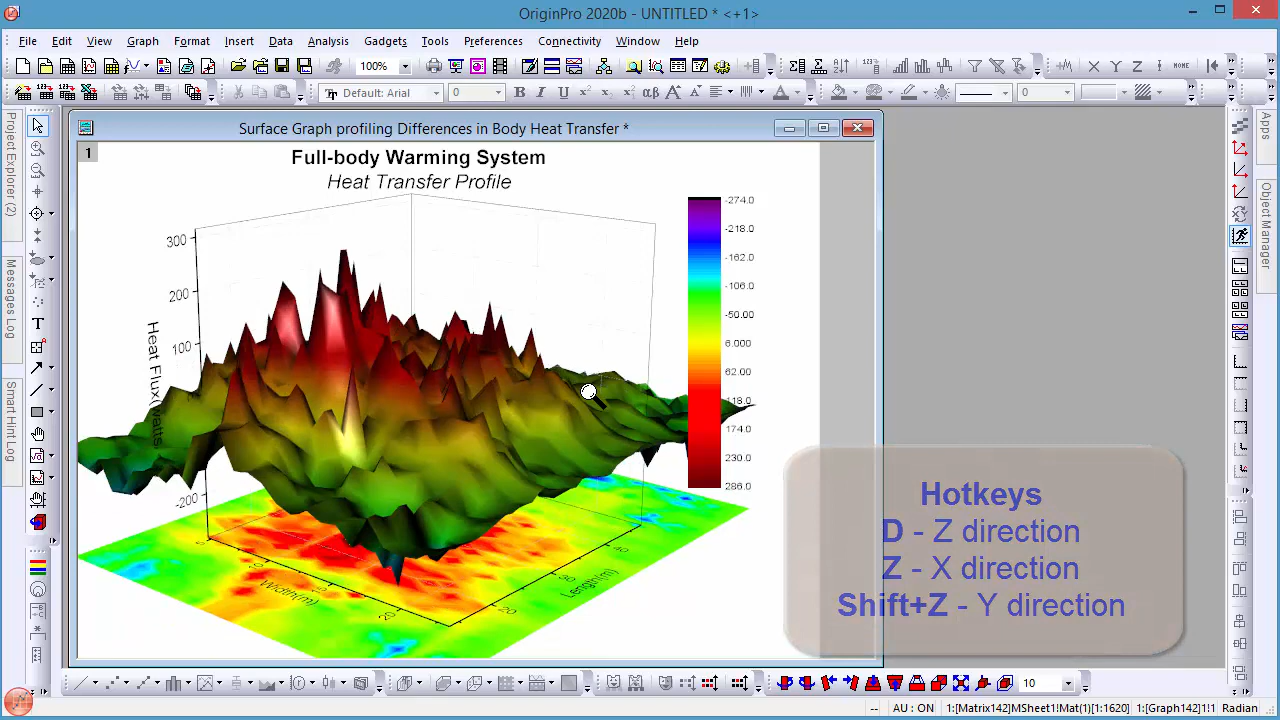 OriginPro 2020b - UNTITLED * <+1>
File Edit View Graph Format Insert Data Analysis Gadgets Tools Preferences Connectivity Window Help
100%
HOME
Default: Arial 0 B I U αβ A A A 0
Project Explorer (2)
Messages Log
Smart Hint Log
Apps
Object Manager
Surface Graph profiling Differences in Body Heat Transfer *
1
Full-body Warming System
Heat Transfer Profile
300
200
100
-200
Heat Flux(watts
Width(m)
20
Length(m)
20
30
40
-274.0
-218.0
-162.0
-106.0
-50.00
6.000
62.00
118.0
174.0
230.0
286.0
Hotkeys
D - Z direction
Z - X direction
Shift+Z - Y direction
10
-- AU : ON 1:[Matrix142]MSheet1!Mat(1)[1:1620] 1:[Graph142]1!1 Radian